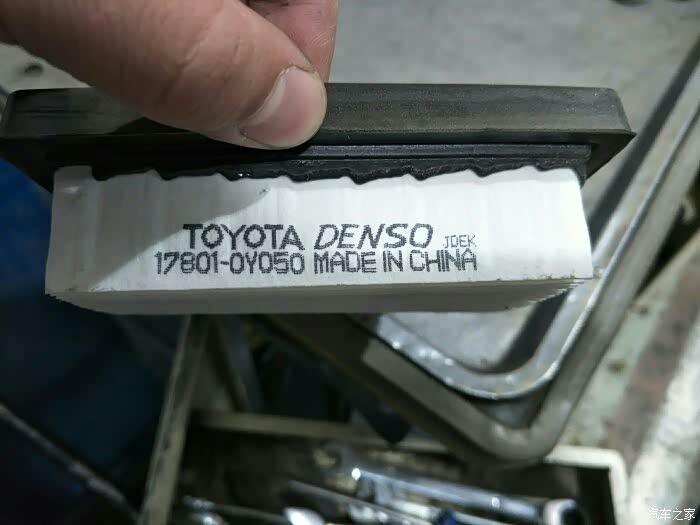 TOYOTA DENSO JDEK
17801-0Y050 MADE IN CHINA
汽车之家